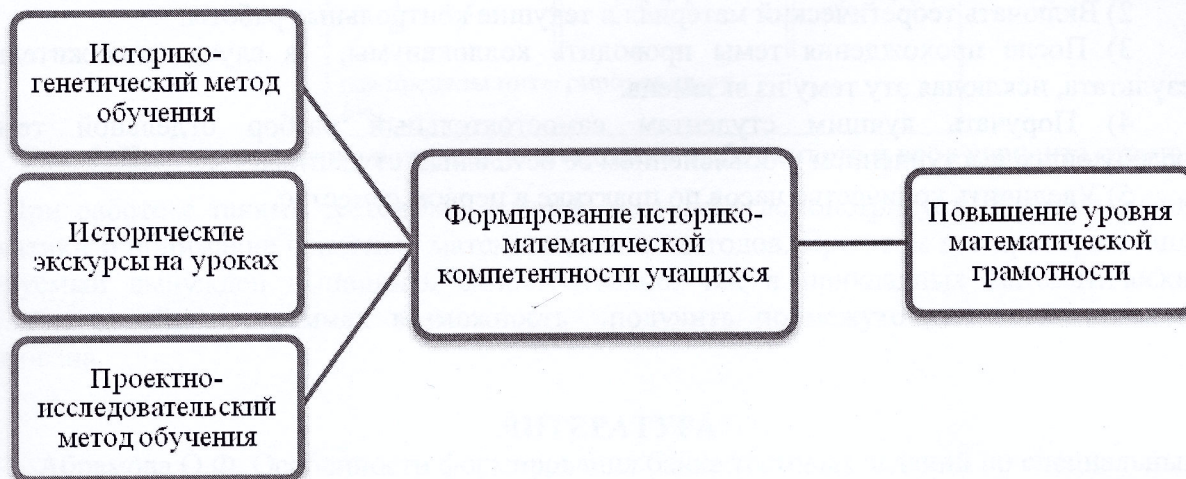 Историко-
генетический метод
обучения
Исторические
экскурсы на уроках
Проектно-
исследовательский
метод обучения
Формирование историко-
математической
компетентности учащихся
Повышение уровня
математической
грамотности